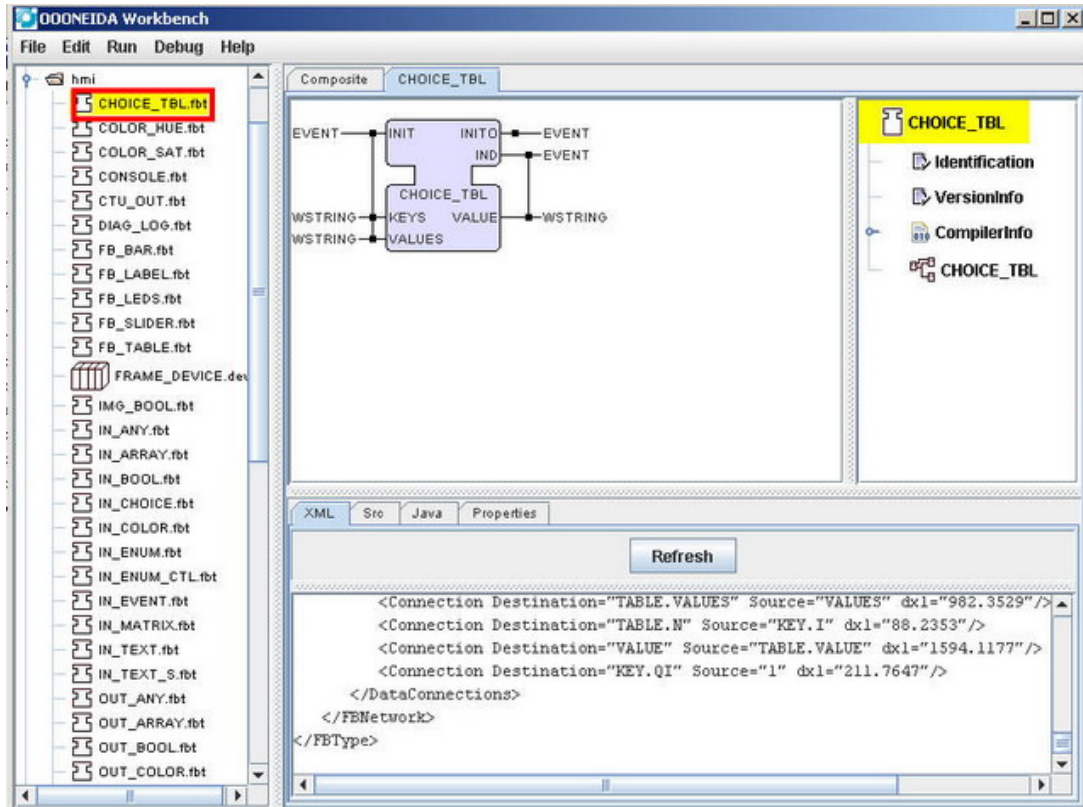 OOONEIDA Workbench
File Edit Run Debug Help
hmi
CHOICE_TBL.fbt
COLOR_HUE.fbt
COLOR_SAT.fbt
CONSOLE.fbt
CTU_OUT.fbt
DIAG_LOG.fbt
FB_BAR.fbt
FB_LABEL.fbt
FB_LEDS.fbt
FB_SLIDER.fbt
FB_TABLE.fbt
FRAME_DEVICE.dev
IMG_BOOL.fbt
IN_ANY.fbt
IN_ARRAY.fbt
IN_BOOL.fbt
IN_CHOICE.fbt
IN_COLOR.fbt
IN_ENUM.fbt
IN_ENUM_CTL.fbt
IN_EVENT.fbt
IN_MATRIX.fbt
IN_TEXT.fbt
IN_TEXT_S.fbt
OUT_ANY.fbt
OUT_ARRAY.fbt
OUT_BOOL.fbt
OUT_COLOR.fbt
Composite CHOICE_TBL
EVENT INIT INITO EVENT
IND EVENT
CHOICE_TBL
WSTRING KEYS VALUE WSTRING
WSTRING VALUES
CHOICE_TBL
Identification
VersionInfo
CompilerInfo
CHOICE_TBL
XML Src Java Properties
Refresh
<Connection Destination="TABLE.VALUES" Source="VALUES" dx1="982.3529"/>
<Connection Destination="TABLE.N" Source="KEY.I" dx1="88.2353"/>
<Connection Destination="VALUE" Source="TABLE.VALUE" dx1="1594.1177"/>
<Connection Destination="KEY.QI" Source="1" dx1="211.7647"/>
</DataConnections>
</FBNetwork>
</FBType>